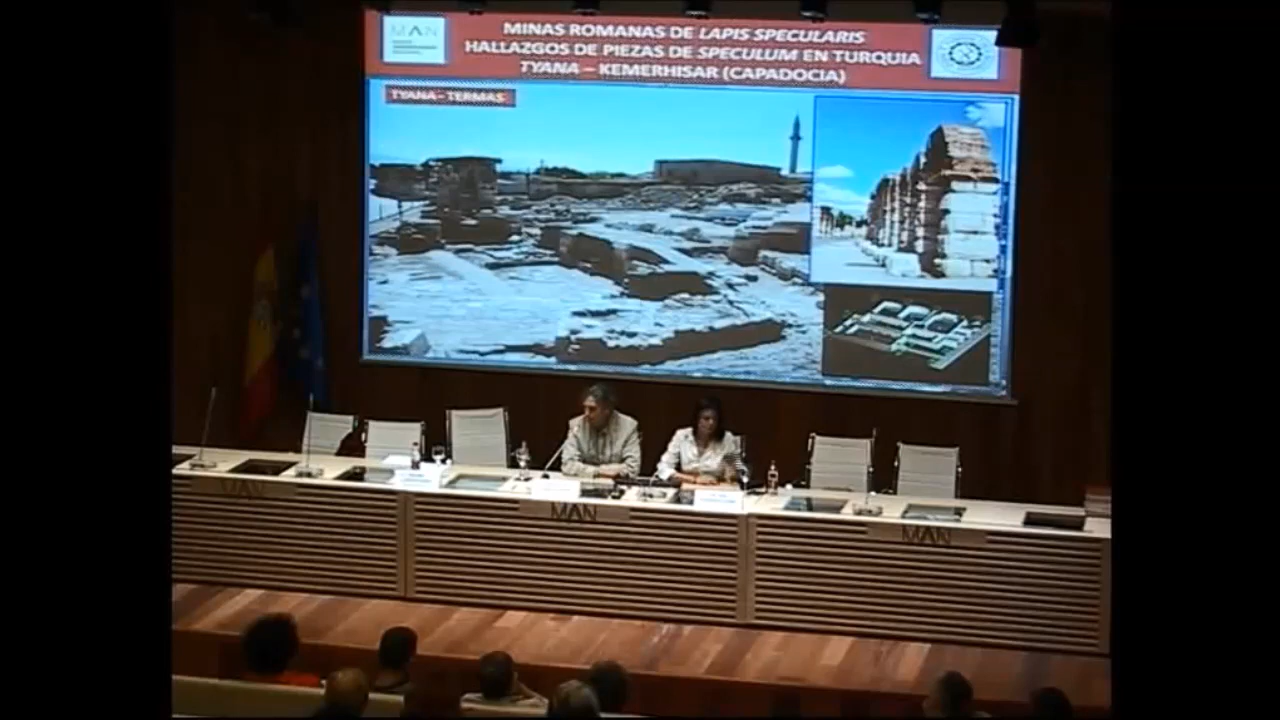 MAN
MINAS ROMANAS DE LAPIS SPECULARIS
HALLAZGOS DE PIEZAS DE SPECULUM EN TURQUIA
TYANA – KEMERHISAR (CAPADOCIA)
TYANA - TERMAS
MAN
MAN
MAN